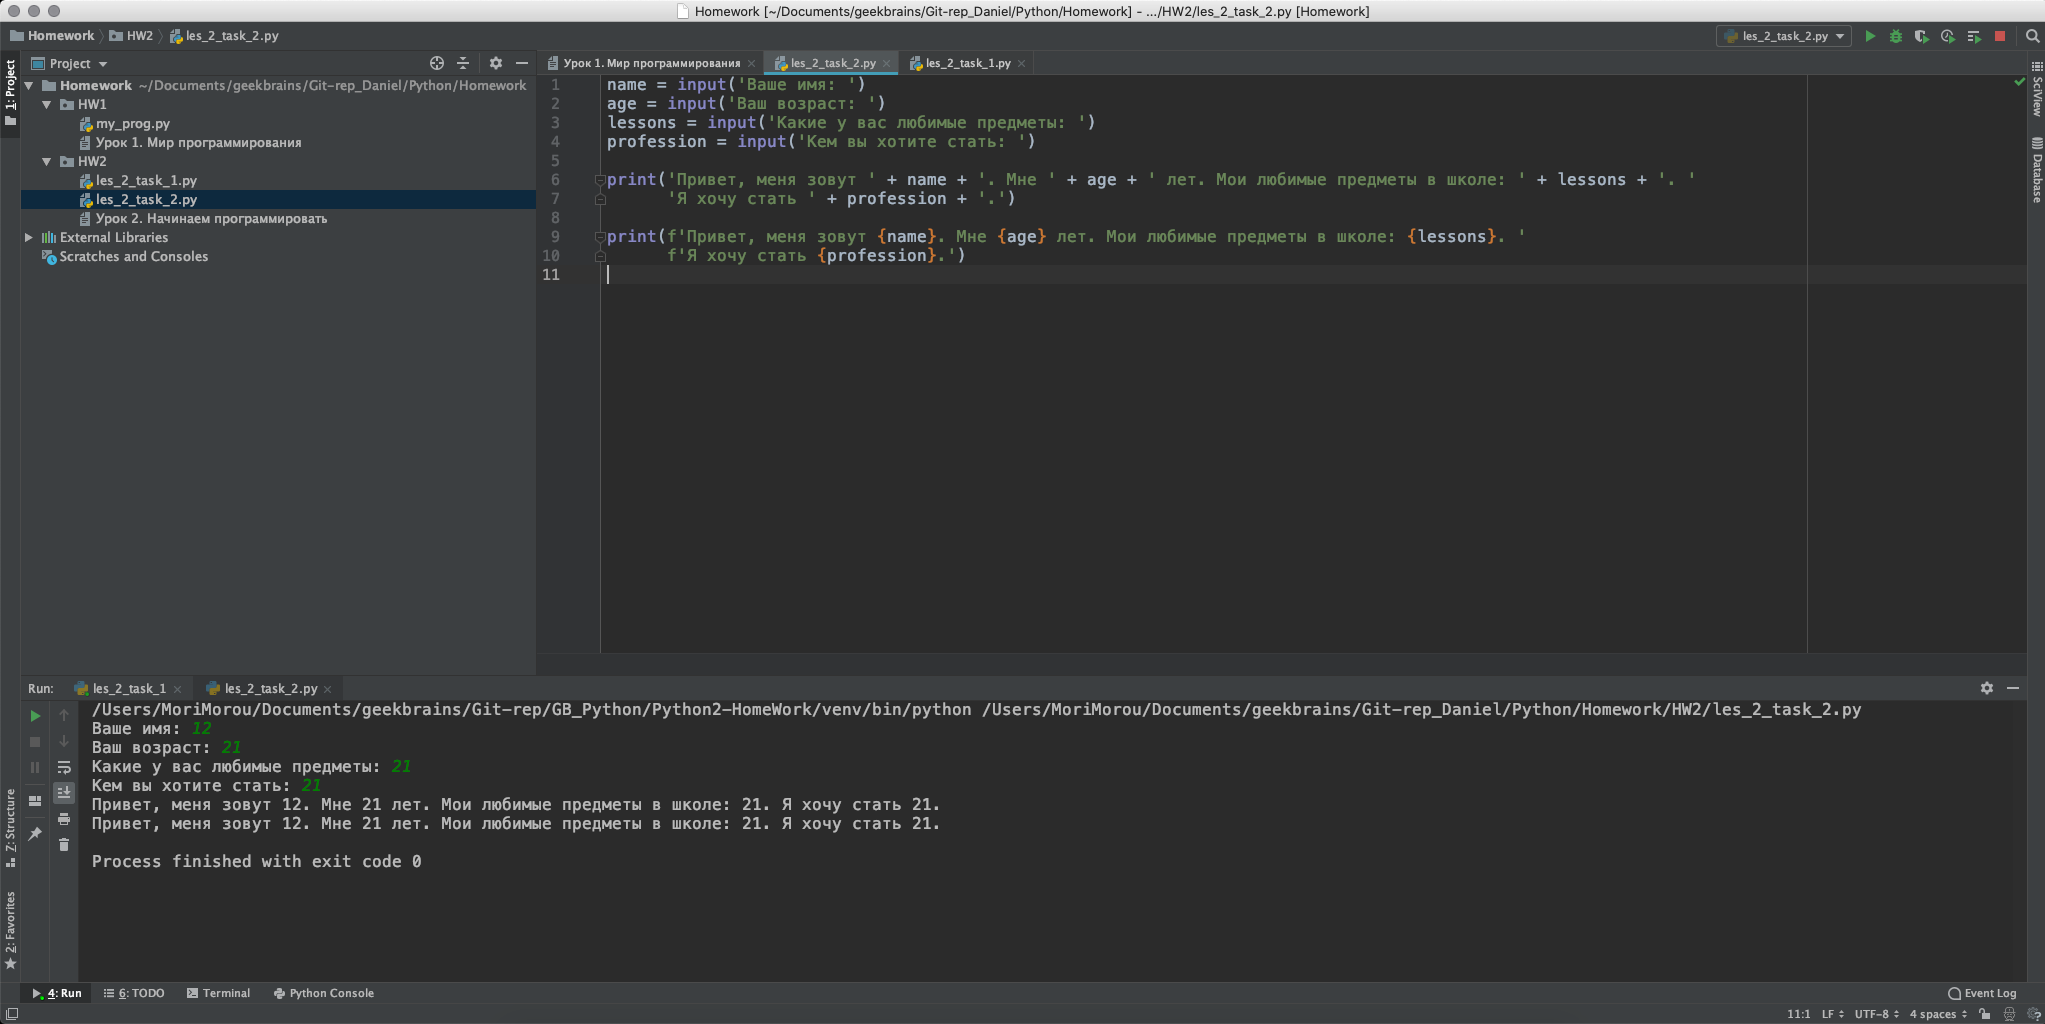 Homework [~/Documents/geekbrains/Git-rep_Daniel/Python/Homework] - .../HW2/les_2_task_2.py [Homework]
Homework HW2 les_2_task_2.py
les_2_task_2.py
1: Project
Project
Homework ~/Documents/geekbrains/Git-rep_Daniel/Python/Homework
HW1
my_prog.py
Урок 1. Мир программирования
HW2
les_2_task_1.py
les_2_task_2.py
Урок 2. Начинаем программировать
External Libraries
Scratches and Consoles
Урок 1. Мир программирования les_2_task_2.py les_2_task_1.py
1 name = input('Ваше имя: ')
2 age = input('Ваш возраст: ')
3 lessons = input('Какие у вас любимые предметы: ')
4 profession = input('Кем вы хотите стать: ')
5
6 print('Привет, меня зовут ' + name + '. Мне ' + age + ' лет. Мои любимые предметы в школе: ' + lessons + '. '
7 'Я хочу стать ' + profession + '.')
8
9 print(f'Привет, меня зовут {name}. Мне {age} лет. Мои любимые предметы в школе: {lessons}. '
10 f'Я хочу стать {profession}.')
11
SciView
Database
Run: les_2_task_1 les_2_task_2.py
/Users/MoriMorou/Documents/geekbrains/Git-rep/GB_Python/Python2-HomeWork/venv/bin/python /Users/MoriMorou/Documents/geekbrains/Git-rep_Daniel/Python/Homework/HW2/les_2_task_2.py
Ваше имя: 12
Ваш возраст: 21
Какие у вас любимые предметы: 21
Кем вы хотите стать: 21
Привет, меня зовут 12. Мне 21 лет. Мои любимые предметы в школе: 21. Я хочу стать 21.
Привет, меня зовут 12. Мне 21 лет. Мои любимые предметы в школе: 21. Я хочу стать 21.
Process finished with exit code 0
Z: Structure
2: Favorites
4: Run 6: TODO Terminal Python Console
Event Log
11:1 LF UTF-8 4 spaces